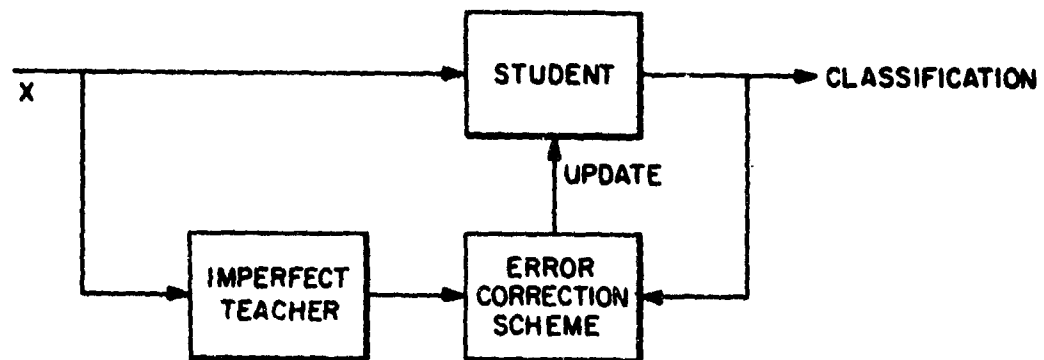 X
STUDENT
CLASSIFICATION
UPDATE
IMPERFECT
TEACHER
ERROR
CORRECTION
SCHEME